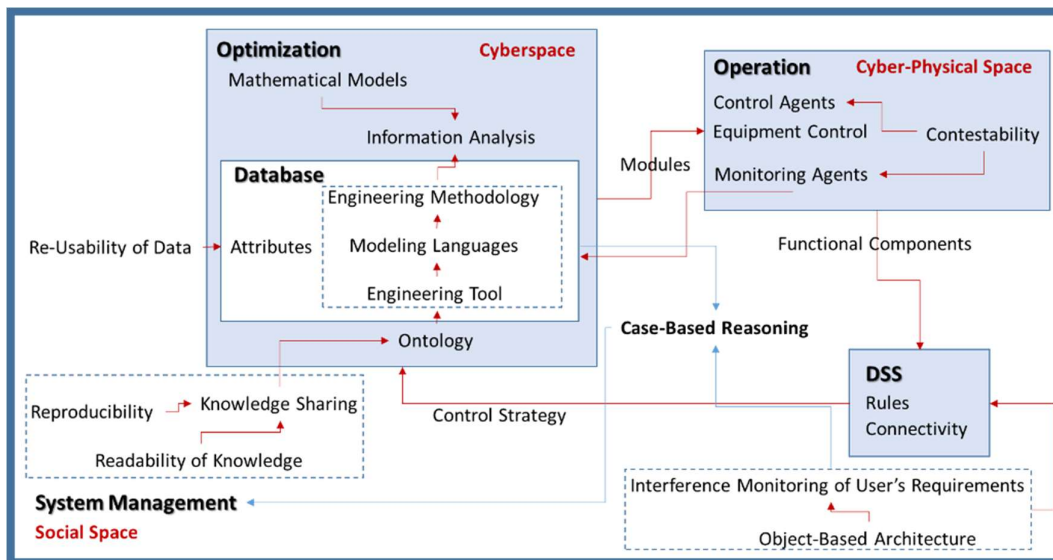 Optimization
Cyberspace
Mathematical Models
Information Analysis
Database
Engineering Methodology
Attributes
Modeling Languages
Engineering Tool
Ontology
Re-Usability of Data
Modules
Operation
Cyber-Physical Space
Control Agents
Equipment Control
Contestability
Monitoring Agents
Functional Components
Case-Based Reasoning
DSS
Rules
Connectivity
Control Strategy
Reproducibility
Knowledge Sharing
Readability of Knowledge
System Management
Social Space
Interference Monitoring of User's Requirements
Object-Based Architecture